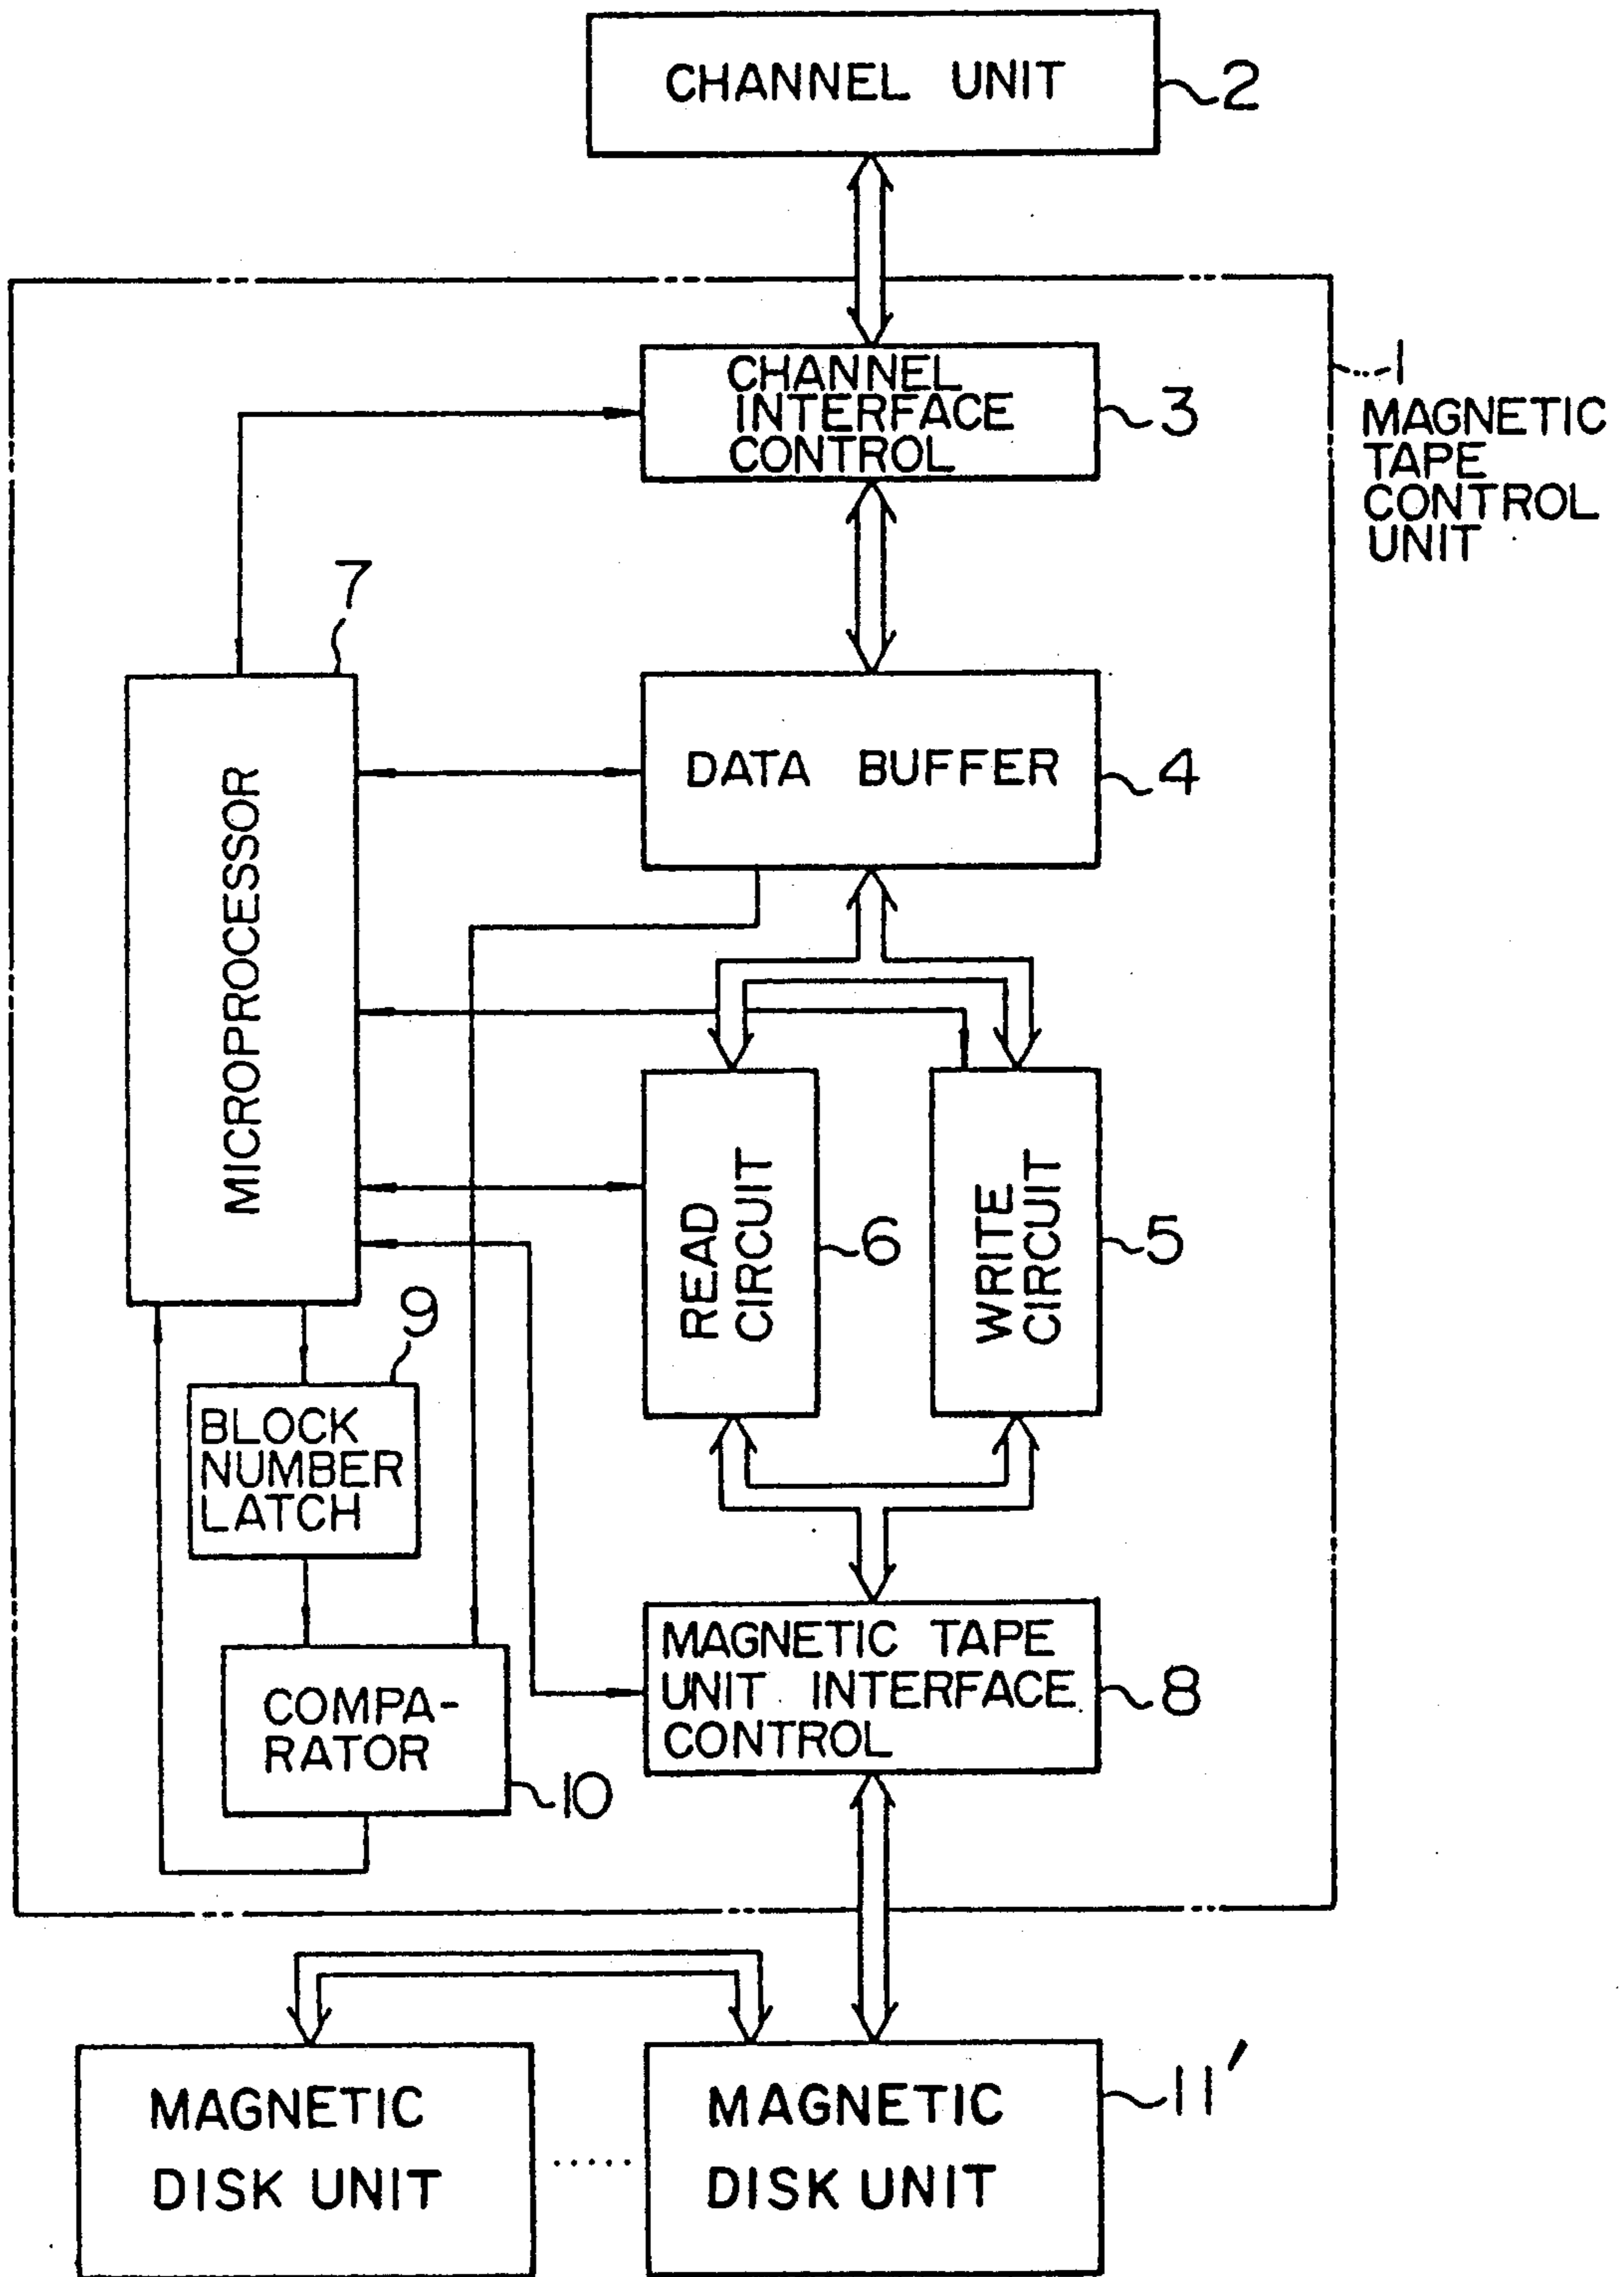 CHANNEL UNIT
2
CHANNEL
INTERFACE
CONTROL
3
1
MAGNETIC
TAPE
CONTROL
UNIT
7
MICROPROCESSOR
DATA BUFFER
4
READ
CIRCUIT
6
WRITE
CIRCUIT
5
9
BLOCK
NUMBER
LATCH
COMPA-
RATOR
10
MAGNETIC TAPE
UNIT INTERFACE
CONTROL
8
MAGNETIC
DISK UNIT
.....
MAGNETIC
DISK UNIT
11'